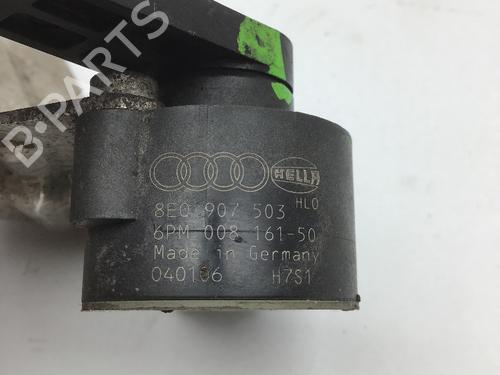 B-PARTS
HELLA
HLO
8E0 907 503
6PM 008 161-50
Made in Germany
040106 H7S1